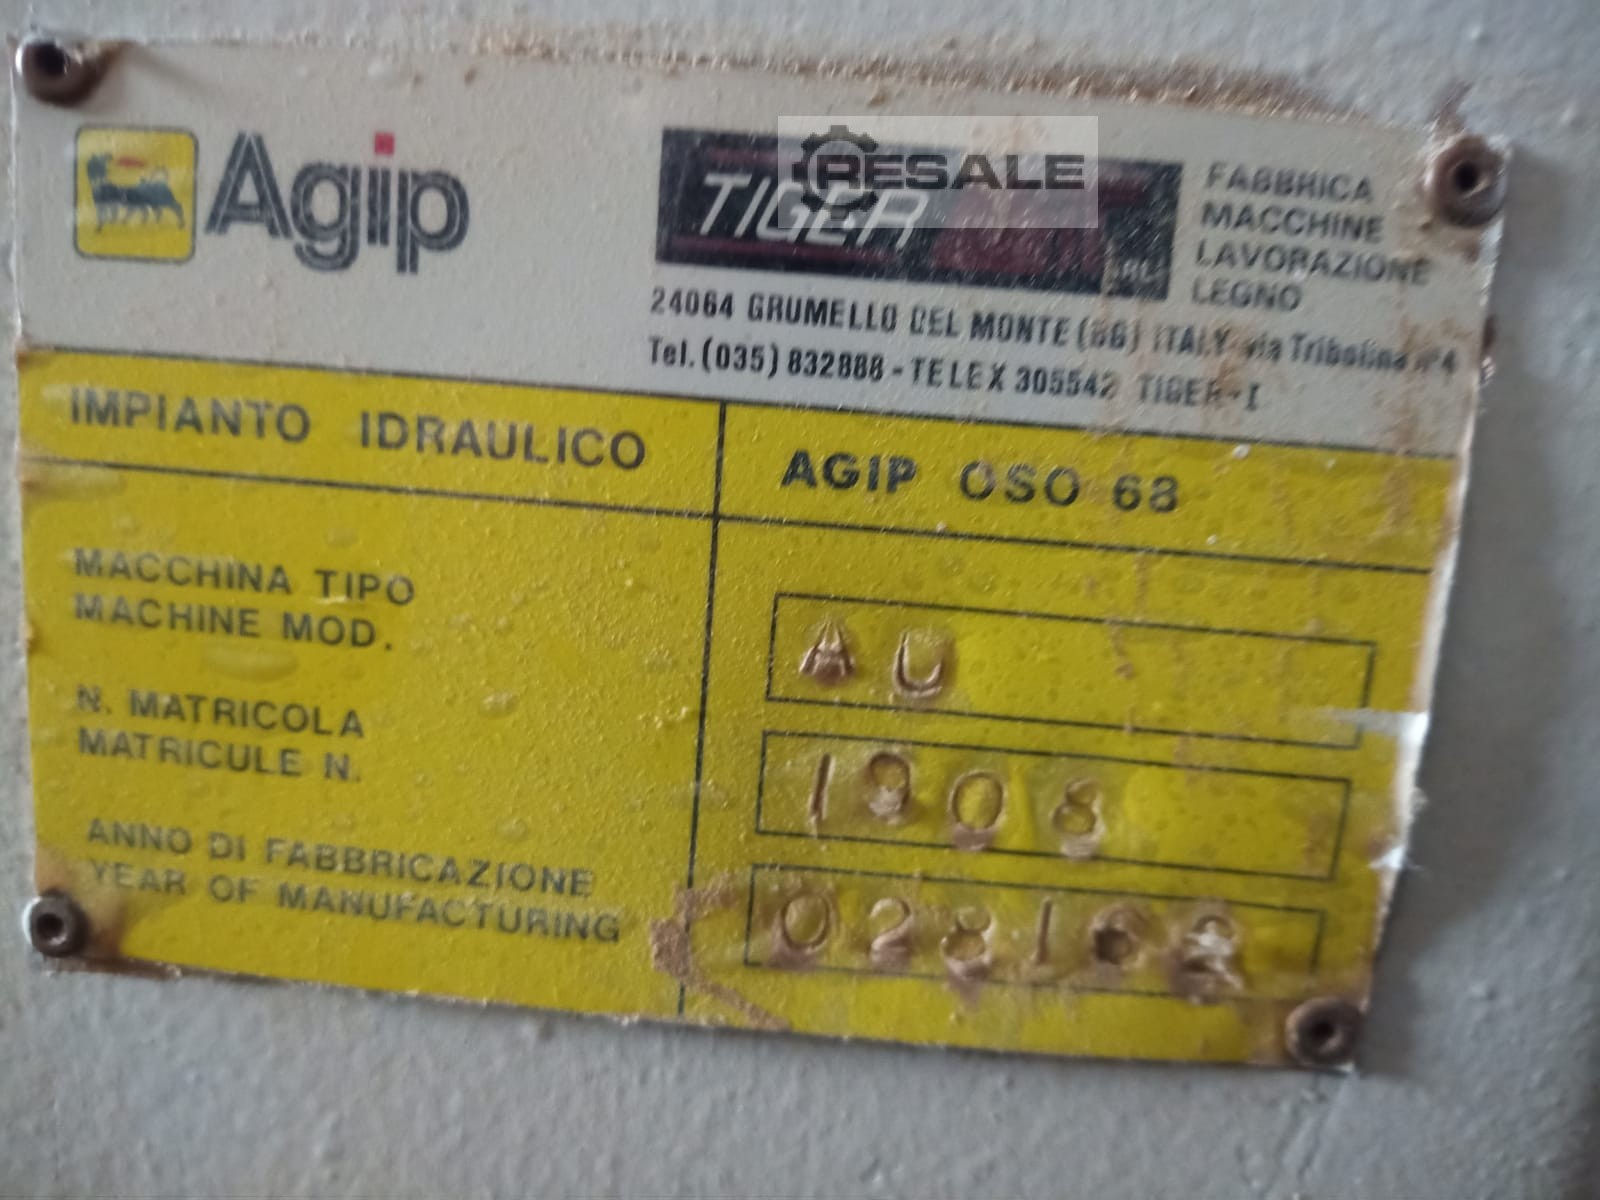 Agip
TIGER
RESALE
SRL
FABBRICA
MACCHINE
LAVORAZIONE
LEGNO
24064 GRUMELLO DEL MONTE (BG) ITALY via Tribolina n°4
Tel. (035) 832888 - TELEX 305542 TIGER-I
IMPIANTO IDRAULICO
AGIP OSO 68
MACCHINA TIPO
MACHINE MOD.
AU
N. MATRICOLA
MATRICULE N.
1908
ANNO DI FABBRICAZIONE
YEAR OF MANUFACTURING